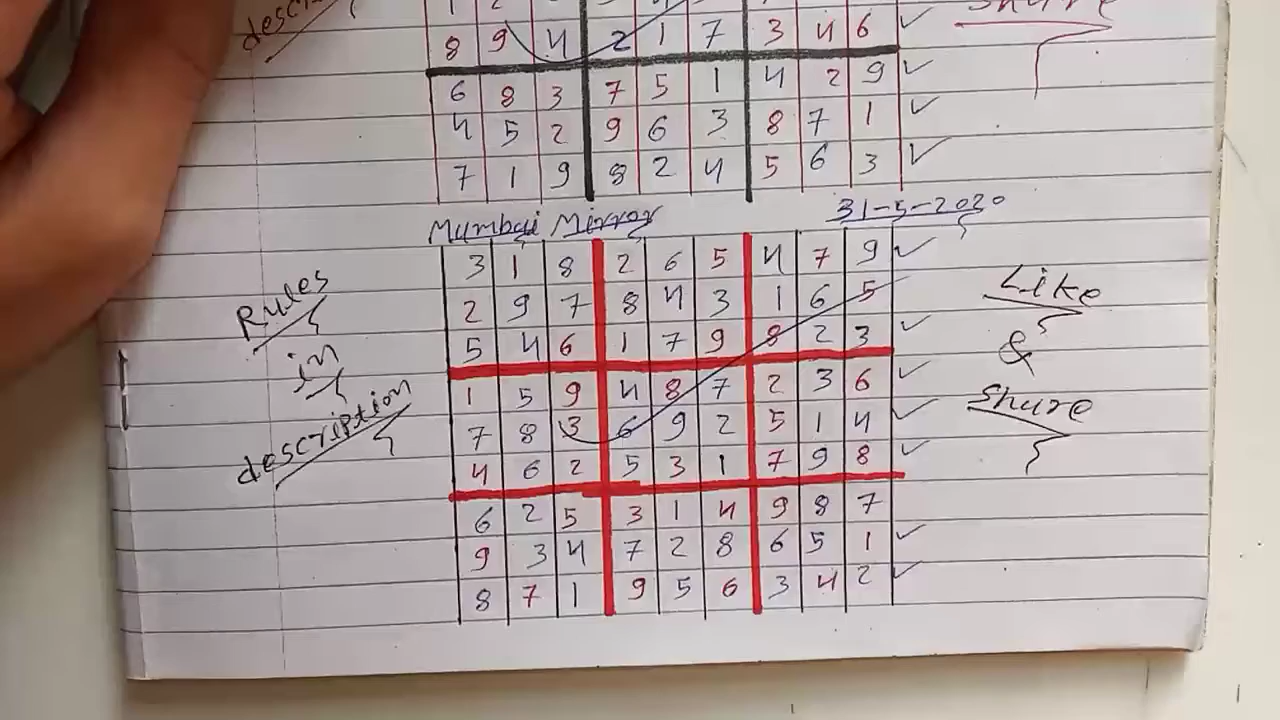 8 9 4 2 1 7 3 4 6
6 8 3 7 5 1 4 2 9
4 5 2 9 6 3 8 7 1
7 1 9 8 2 4 5 6 3
Mumbai Mirror 31-5-2020
3 1 8 2 6 5 4 7 9
2 9 7 8 4 3 1 6 5
5 4 6 1 7 9 8 2 3
1 5 9 4 8 7 2 3 6
7 8 3 6 9 2 5 1 4
4 6 2 5 3 1 7 9 8
6 2 5 3 1 4 9 8 7
9 3 4 7 2 8 6 5 1
8 7 1 9 5 6 3 4 2
Rules
in
description
Like
&
Share